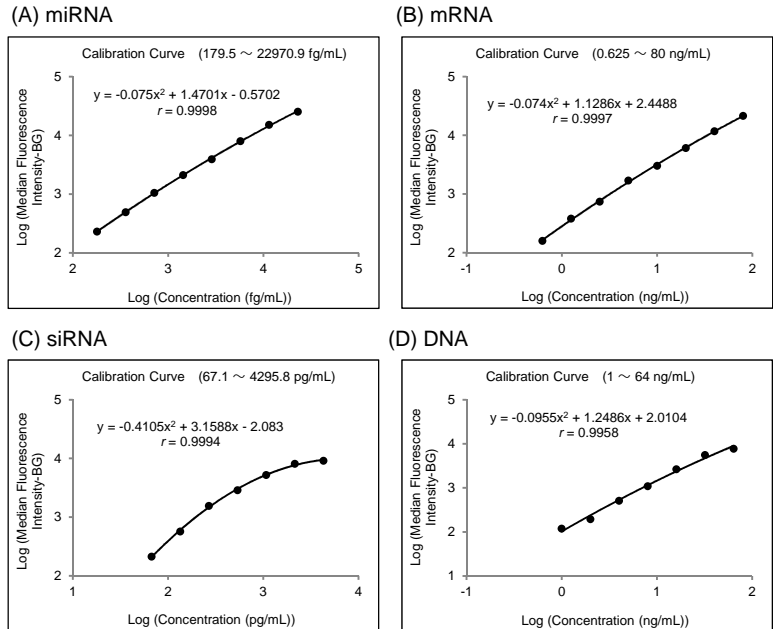 (A) miRNA
Calibration Curve (179.5 ～ 22970.9 fg/mL)
y = -0.075x² + 1.4701x - 0.5702
r = 0.9998
Log (Median Fluorescence
Intensity-BG)
5
4
3
2
2
3
4
5
Log (Concentration (fg/mL))
(B) mRNA
Calibration Curve (0.625 ～ 80 ng/mL)
y = -0.074x² + 1.1286x + 2.4488
r = 0.9997
Log (Median Fluorescence
Intensity-BG)
5
4
3
2
-1
0
1
2
Log (Concentration (ng/mL))
(C) siRNA
Calibration Curve (67.1 ～ 4295.8 pg/mL)
y = -0.4105x² + 3.1588x - 2.083
r = 0.9994
Log (Median Fluorescence
Intensity-BG)
5
4
3
2
1
2
3
4
Log (Concentration (pg/mL))
(D) DNA
Calibration Curve (1 ～ 64 ng/mL)
y = -0.0955x² + 1.2486x + 2.0104
r = 0.9958
Log (Median Fluorescence
Intensity-BG)
5
4
3
2
1
-1
0
1
2
Log (Concentration (ng/mL))